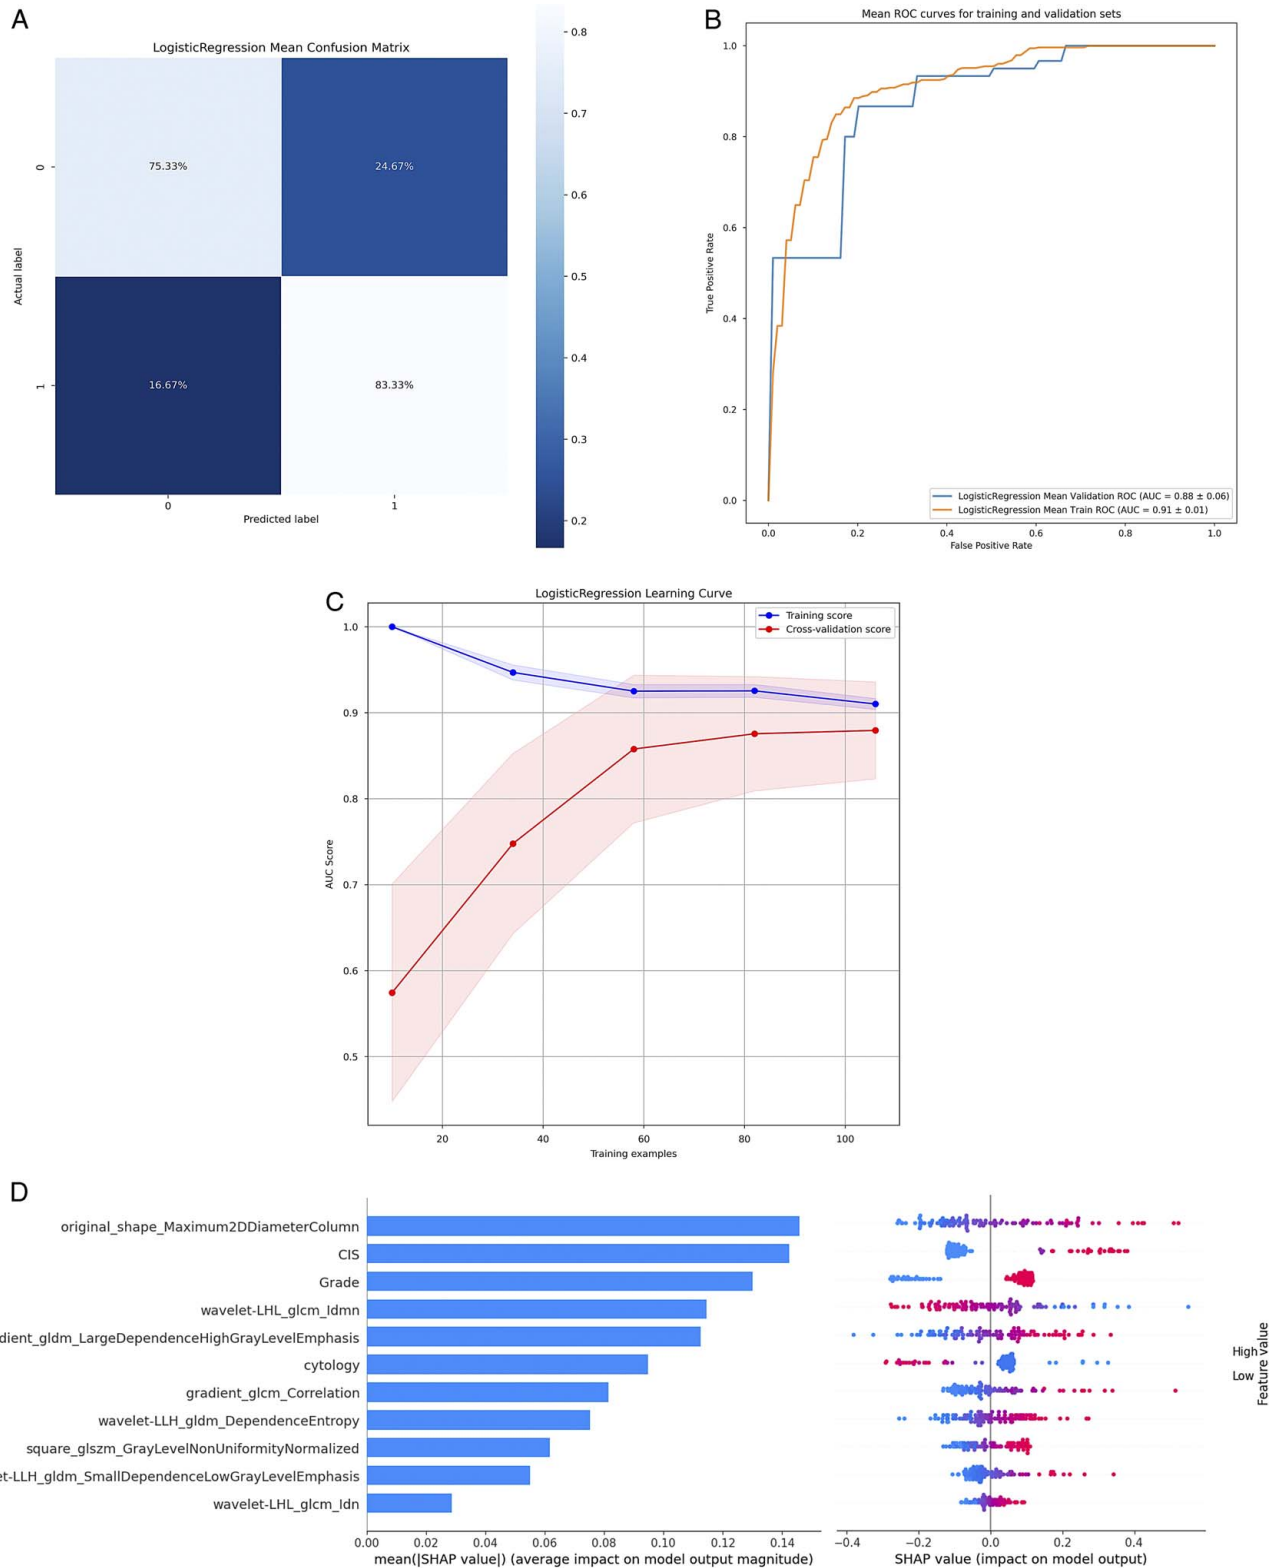 A
LogisticRegression Mean Confusion Matrix
Actual label
0
1
75.33%
24.67%
16.67%
83.33%
0
1
Predicted label
0.8
0.7
0.6
0.5
0.4
0.3
0.2
B
Mean ROC curves for training and validation sets
True Positive Rate
1.0
0.8
0.6
0.4
0.2
0.0
LogisticRegression Mean Validation ROC (AUC = 0.88 ± 0.06)
LogisticRegression Mean Train ROC (AUC = 0.91 ± 0.01)
0.0 0.2 0.4 0.6 0.8 1.0
False Positive Rate
C
LogisticRegression Learning Curve
Training score
Cross-validation score
AUC Score
1.0
0.9
0.8
0.7
0.6
0.5
20 40 60 80 100
Training examples
D
original_shape_Maximum2DDiameterColumn
CIS
Grade
wavelet-LHL_glcm_Idmn
dient_gldm_LargeDependenceHighGrayLevelEmphasis
cytology
gradient_glcm_Correlation
wavelet-LLH_gldm_DependenceEntropy
square_glszm_GrayLevelNonUniformityNormalized
et-LLH_gldm_SmallDependenceLowGrayLevelEmphasis
wavelet-LHL_glcm_Idn
0.00 0.02 0.04 0.06 0.08 0.10 0.12 0.14
mean(|SHAP value|) (average impact on model output magnitude)
−0.4 −0.2 0.0 0.2 0.4
SHAP value (impact on model output)
High
Low
Feature value